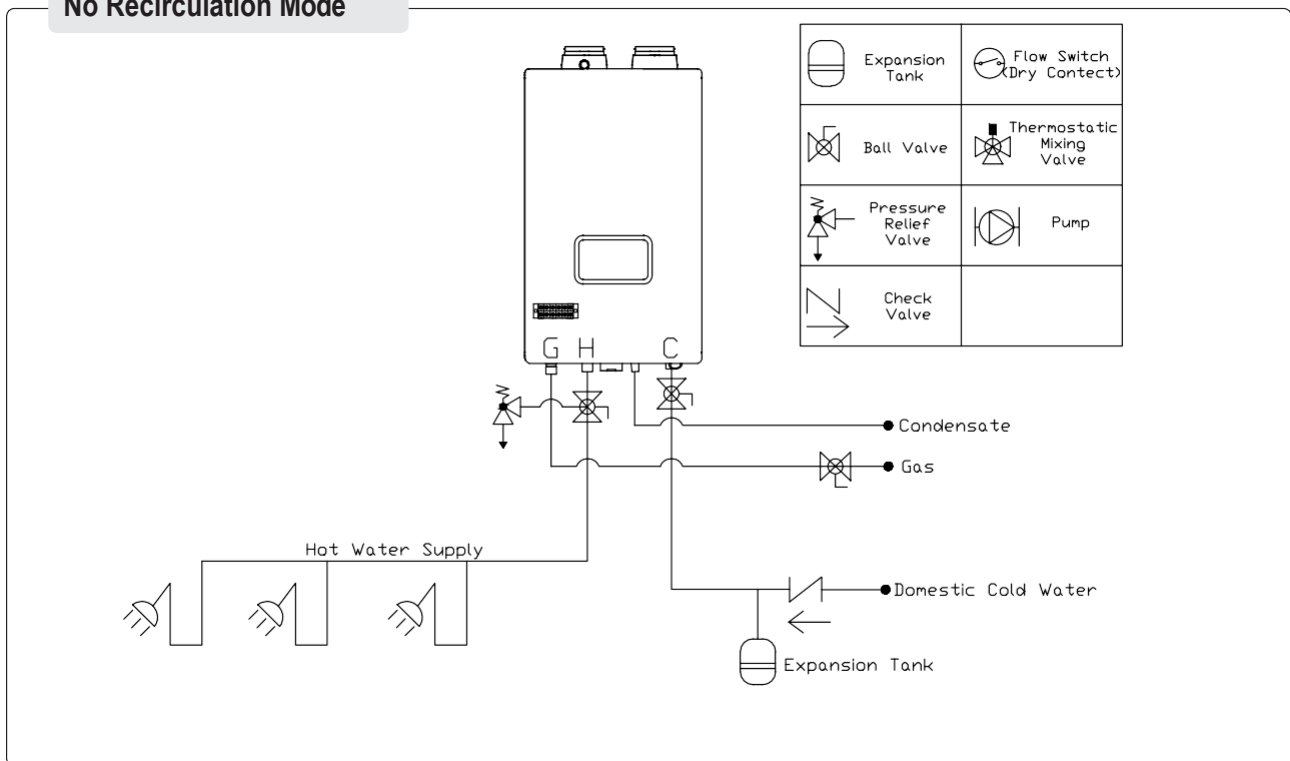 No Recirculation Mode
Expansion
Tank
Flow Switch
(Dry Contect)
Ball Valve
Thermostatic
Mixing
Valve
Pressure
Relief
Valve
Pump
Check
Valve
G H C
Condensate
Gas
Hot Water Supply
Domestic Cold Water
Expansion Tank